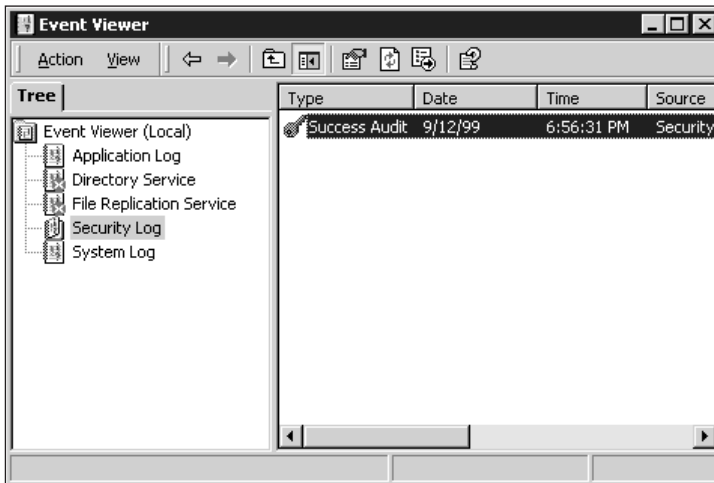 Event Viewer
Action View
Tree
Type Date Time Source
Event Viewer (Local)
Application Log
Directory Service
File Replication Service
Security Log
System Log
Success Audit 9/12/99 6:56:31 PM Security